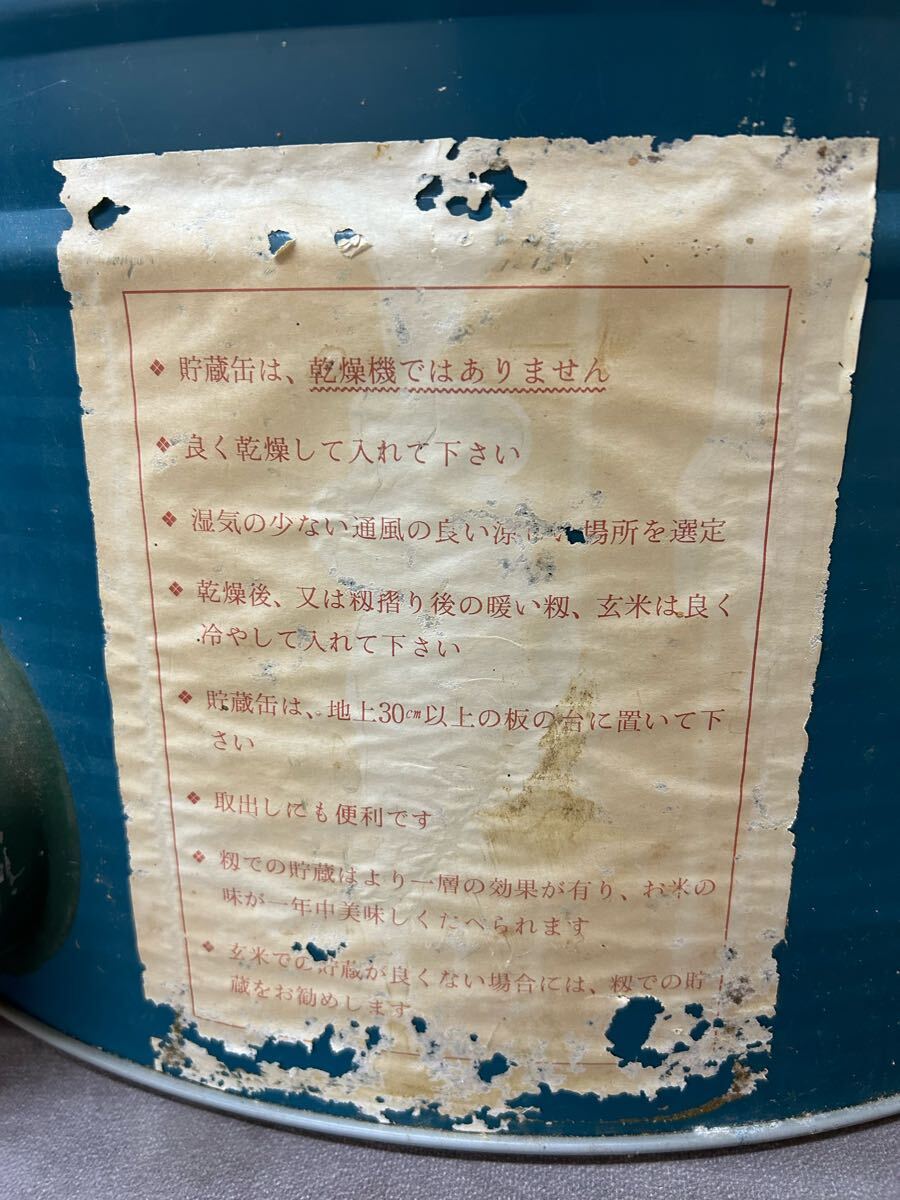 ❖ 貯蔵缶は、乾燥機ではありません
❖ 良く乾燥して入れて下さい
❖ 湿気の少ない通風の良い涼 場所を選定
❖ 乾燥後、又は籾摺り後の暖い籾、玄米は良く
冷やして入れて下さい
❖ 貯蔵缶は、地上30㎝以上の板の台に置いて下
さい
❖ 取出しにも便利です
❖ 籾での貯蔵はより一層の効果が有り、お米の
味が一年中美味しくたべられます
❖ 玄米での貯蔵が良くない場合には、籾での貯
蔵をお勧めします